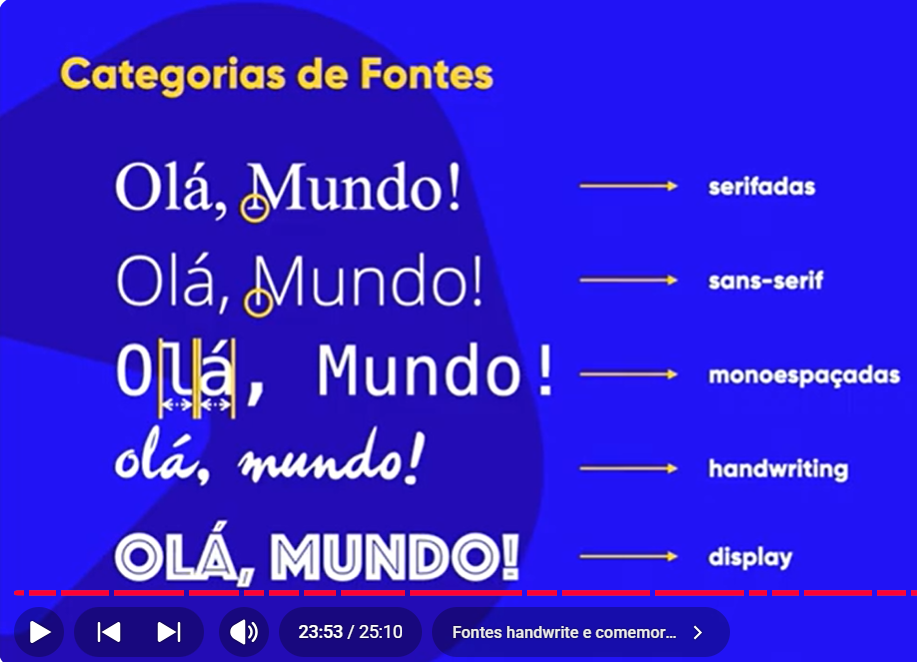 Categorias de Fontes
Olá, Mundo! serifadas
Olá, Mundo! sans-serif
Olá, Mundo! monoespaçadas
olá, mundo! handwriting
OLÁ, MUNDO! display
23:53 / 25:10 Fontes handwrite e comemor...